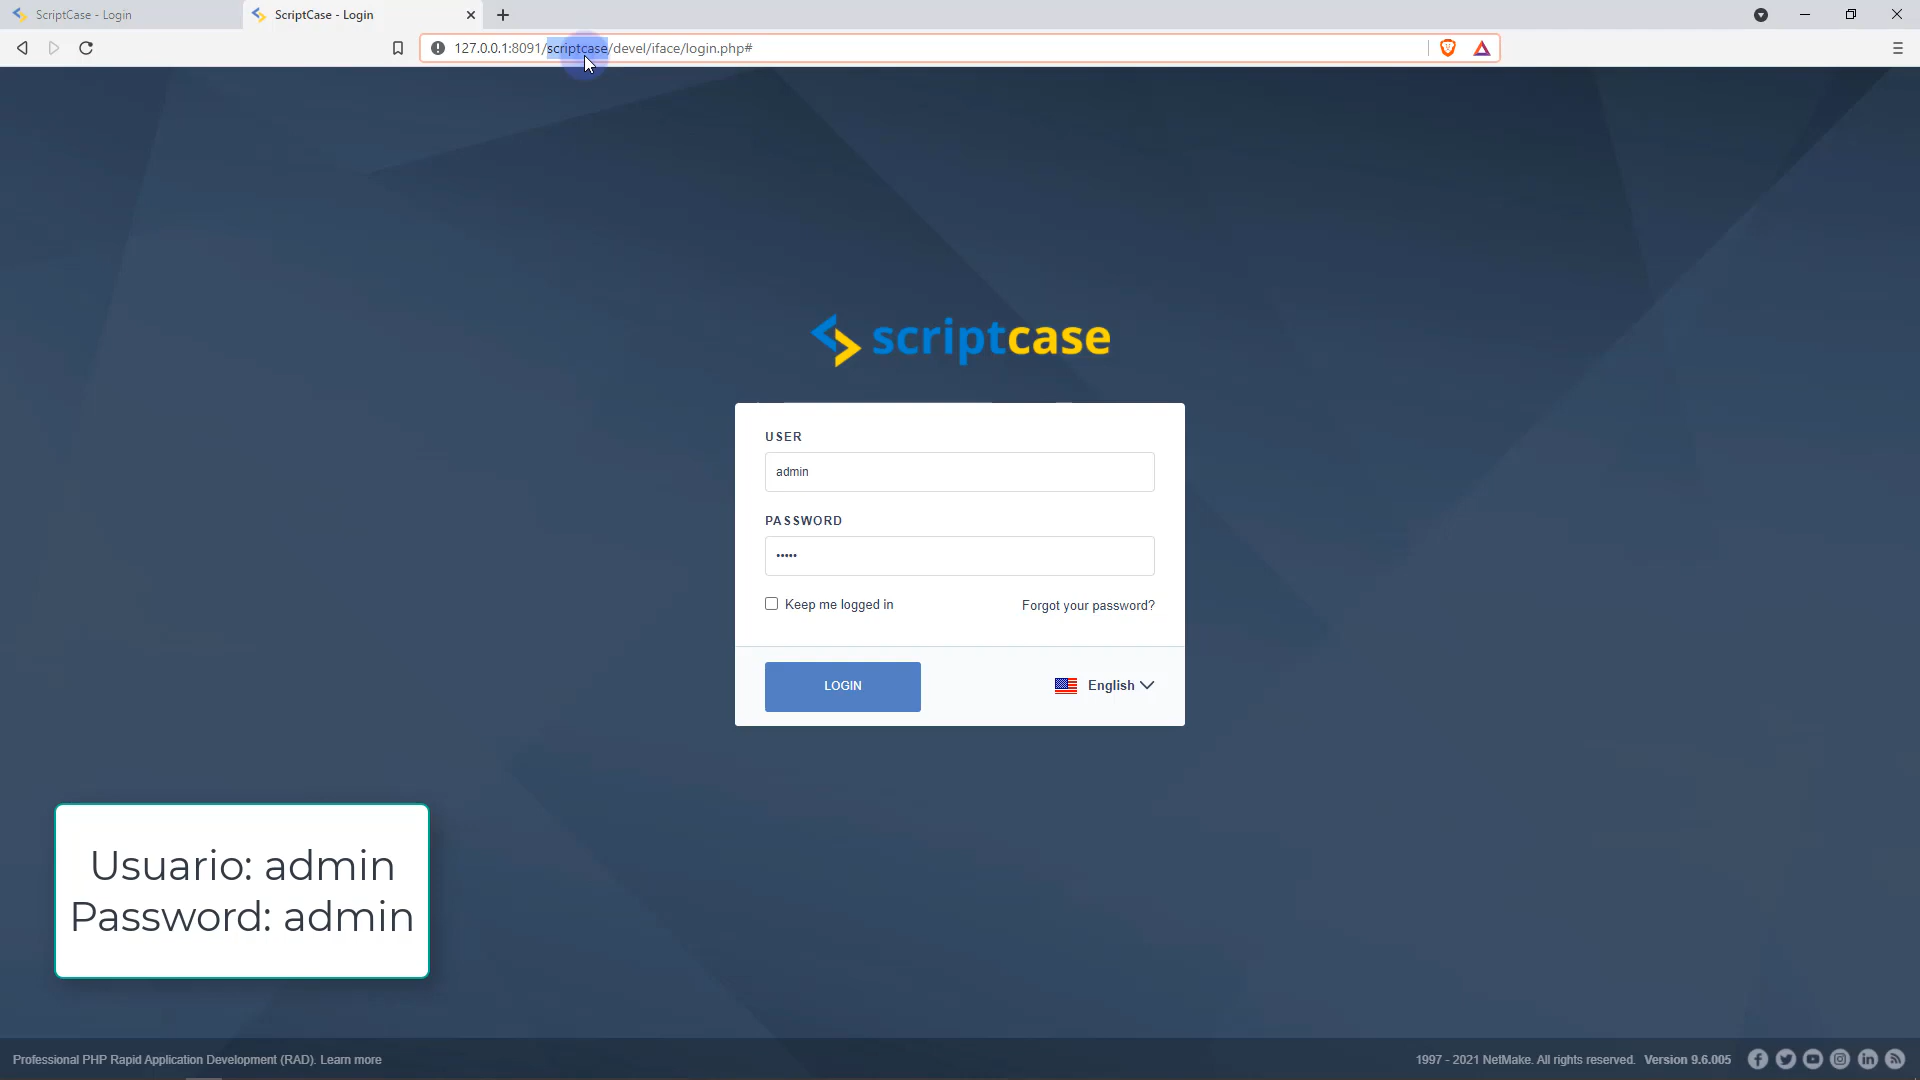 ScriptCase - Login
ScriptCase - Login
127.0.0.1:8091/scriptcase/devel/iface/login.php#
scriptcase
USER
admin
PASSWORD
•••••
Keep me logged in
Forgot your password?
LOGIN
English
Usuario: admin
Password: admin
Professional PHP Rapid Application Development (RAD). Learn more
1997 - 2021 NetMake. All rights reserved. Version 9.6.005